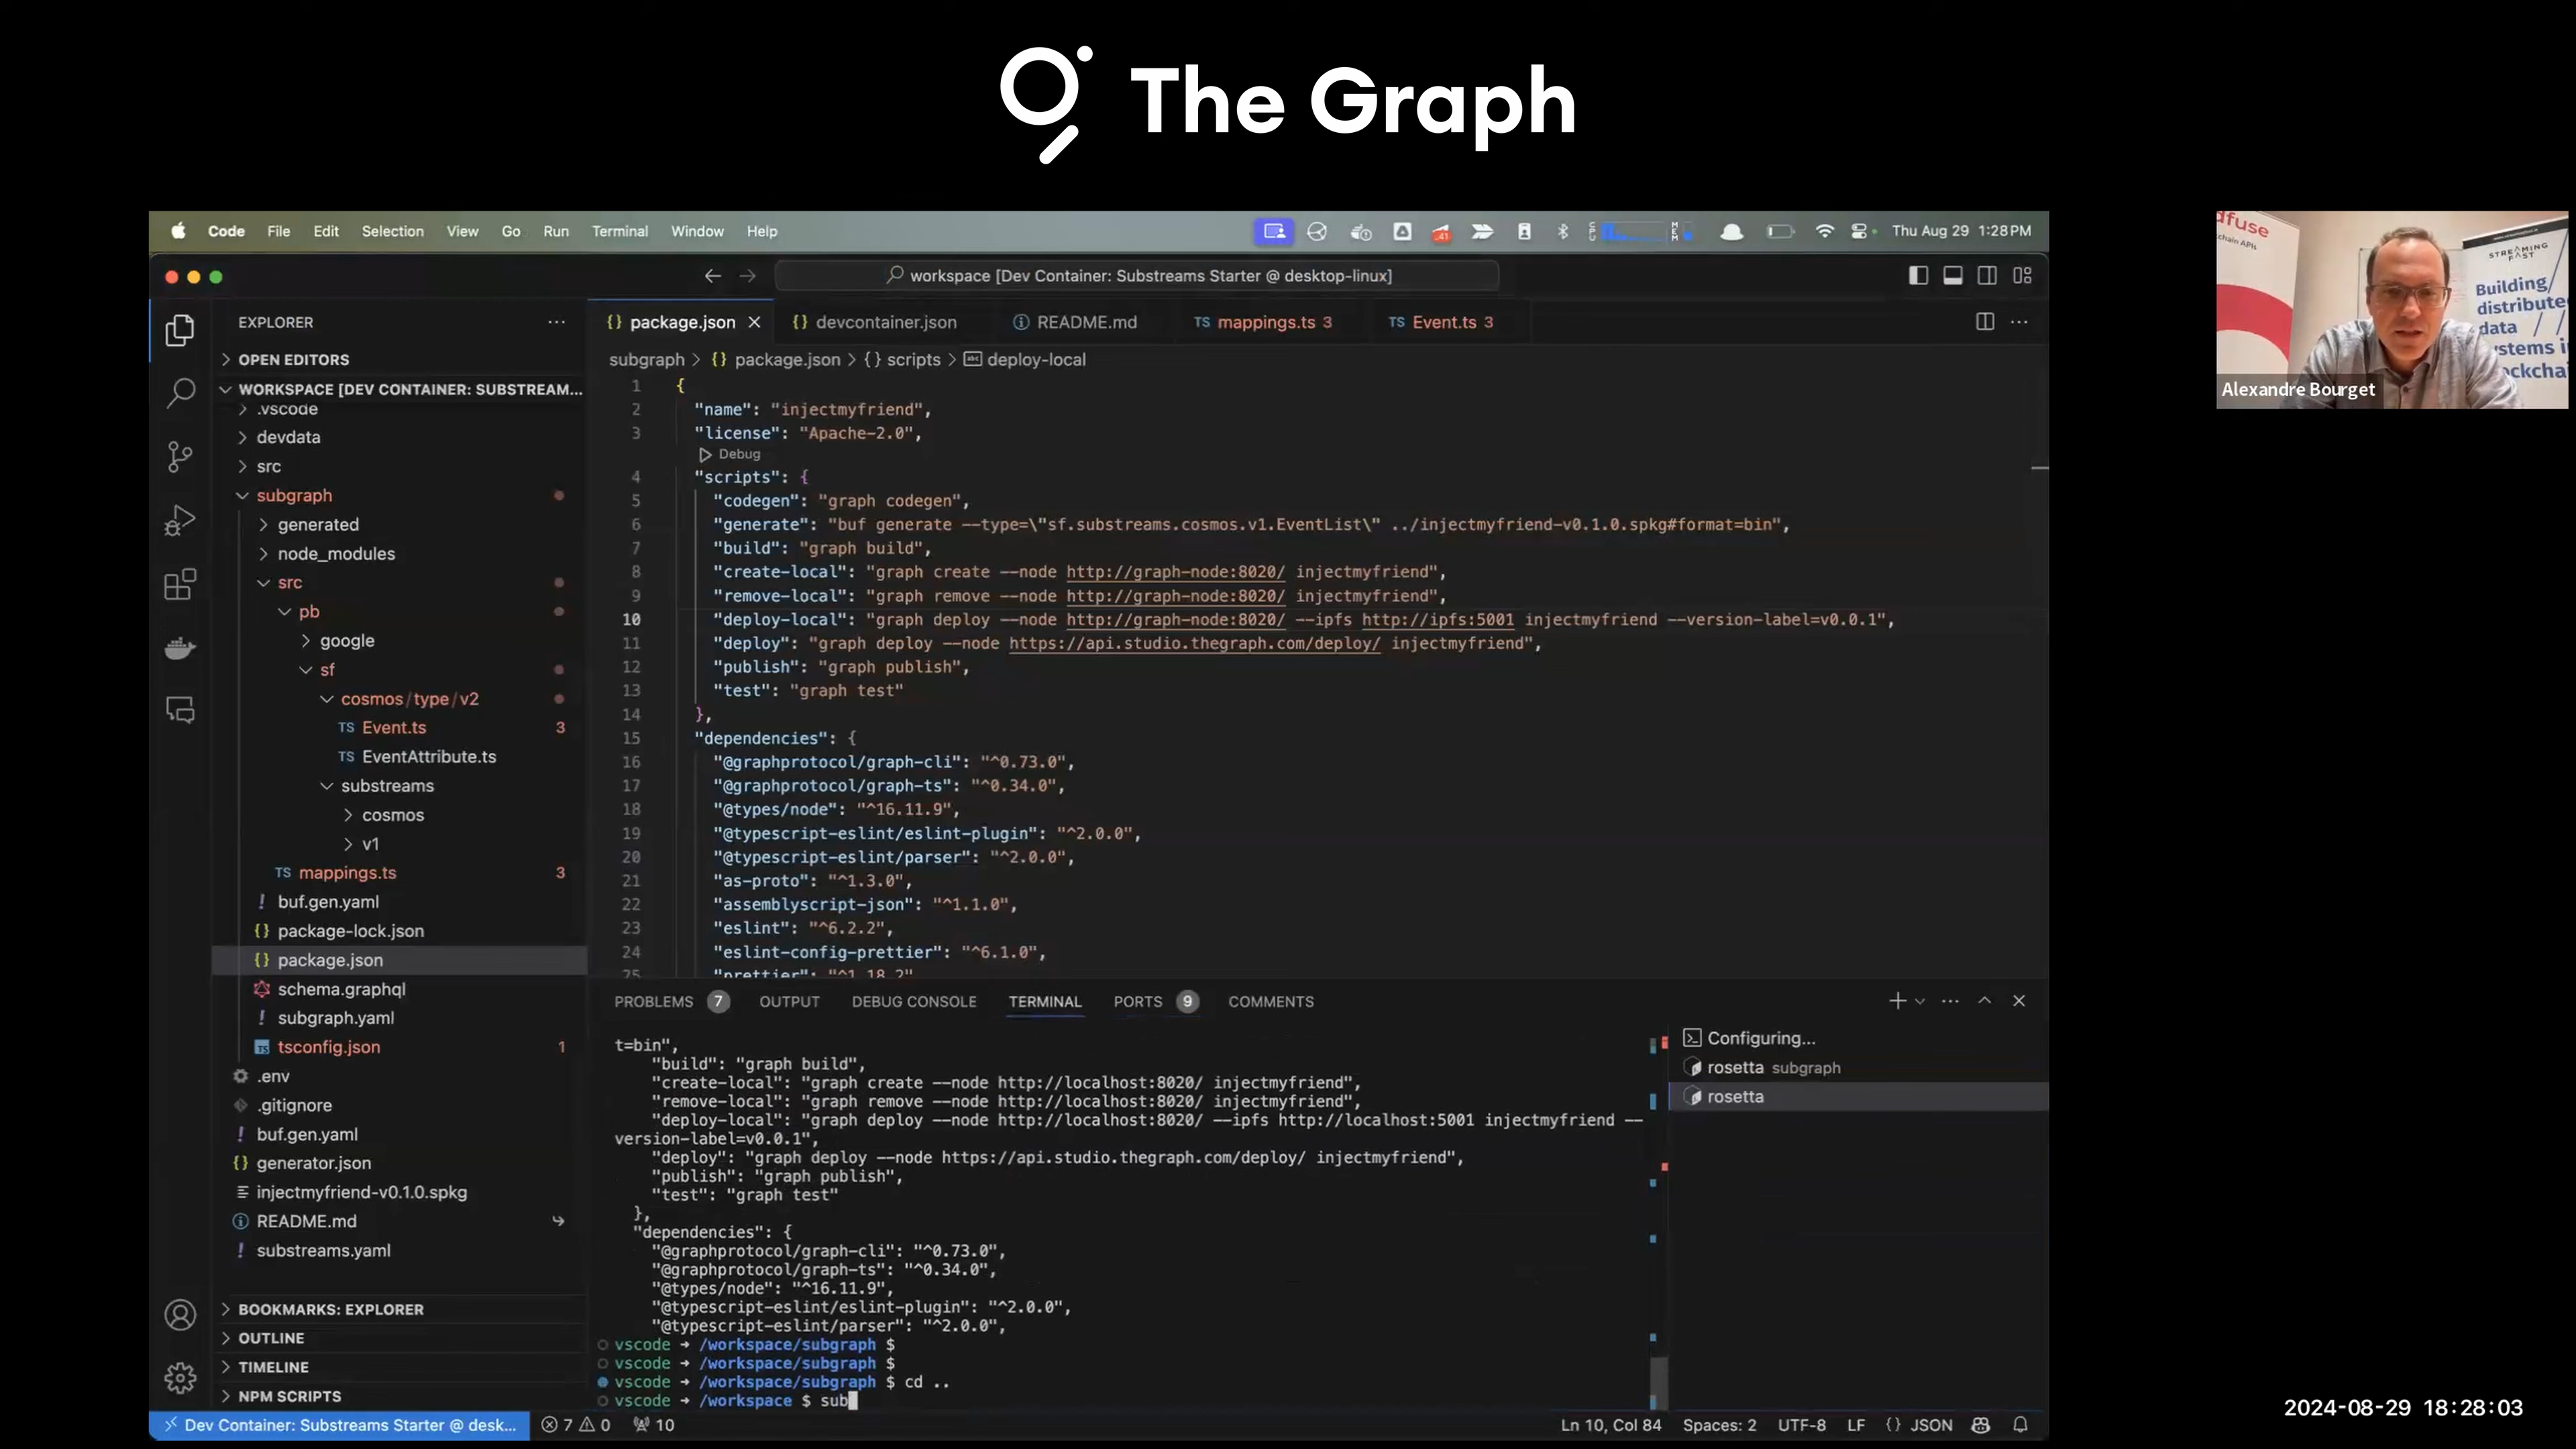 The Graph
Code File Edit Selection View Go Run Terminal Window Help
41
Thu Aug 29 1:28 PM
workspace [Dev Container: Substreams Starter @ desktop-linux]
EXPLORER
package.json
devcontainer.json
README.md
mappings.ts 3
Event.ts 3
OPEN EDITORS
subgraph > package.json > scripts > deploy-local
WORKSPACE [DEV CONTAINER: SUBSTREAM...
.vscode
devdata
src
subgraph
generated
node_modules
src
pb
google
sf
cosmos/type/v2
Event.ts 3
EventAttribute.ts
substreams
cosmos
v1
mappings.ts 3
buf.gen.yaml
package-lock.json
package.json
schema.graphql
subgraph.yaml
tsconfig.json 1
.env
.gitignore
buf.gen.yaml
generator.json
injectmyfriend-v0.1.0.spkg
README.md
substreams.yaml
BOOKMARKS: EXPLORER
OUTLINE
TIMELINE
NPM SCRIPTS
1 {
2 "name": "injectmyfriend",
3 "license": "Apache-2.0",
Debug
4 "scripts": {
5 "codegen": "graph codegen",
6 "generate": "buf generate --type=\"sf.substreams.cosmos.v1.EventList\" ../injectmyfriend-v0.1.0.spkg#format=bin",
7 "build": "graph build",
8 "create-local": "graph create --node http://graph-node:8020/ injectmyfriend",
9 "remove-local": "graph remove --node http://graph-node:8020/ injectmyfriend",
10 "deploy-local": "graph deploy --node http://graph-node:8020/ --ipfs http://ipfs:5001 injectmyfriend --version-label=v0.0.1",
11 "deploy": "graph deploy --node https://api.studio.thegraph.com/deploy/ injectmyfriend",
12 "publish": "graph publish",
13 "test": "graph test"
14 },
15 "dependencies": {
16 "@graphprotocol/graph-cli": "^0.73.0",
17 "@graphprotocol/graph-ts": "^0.34.0",
18 "@types/node": "^16.11.9",
19 "@typescript-eslint/eslint-plugin": "^2.0.0",
20 "@typescript-eslint/parser": "^2.0.0",
21 "as-proto": "^1.3.0",
22 "assemblyscript-json": "^1.1.0",
23 "eslint": "^6.2.2",
24 "eslint-config-prettier": "^6.1.0",
25 "prettier": "^1.18.2"
PROBLEMS 7 OUTPUT DEBUG CONSOLE TERMINAL PORTS 9 COMMENTS
t=bin",
"build": "graph build",
"create-local": "graph create --node http://localhost:8020/ injectmyfriend",
"remove-local": "graph remove --node http://localhost:8020/ injectmyfriend",
"deploy-local": "graph deploy --node http://localhost:8020/ --ipfs http://localhost:5001 injectmyfriend --
version-label=v0.0.1",
"deploy": "graph deploy --node https://api.studio.thegraph.com/deploy/ injectmyfriend",
"publish": "graph publish",
"test": "graph test"
},
"dependencies": {
"@graphprotocol/graph-cli": "^0.73.0",
"@graphprotocol/graph-ts": "^0.34.0",
"@types/node": "^16.11.9",
"@typescript-eslint/eslint-plugin": "^2.0.0",
"@typescript-eslint/parser": "^2.0.0",
vscode → /workspace/subgraph $
vscode → /workspace/subgraph $
vscode → /workspace/subgraph $ cd ..
vscode → /workspace $ sub
Configuring...
rosetta subgraph
rosetta
Dev Container: Substreams Starter @ desk... 7 0 10
Ln 10, Col 84 Spaces: 2 UTF-8 LF {} JSON
dfuse
chain APIs
STREAMING
FAST
Building
distribute
data
ystems i
ckchai
Alexandre Bourget
2024-08-29 18:28:03